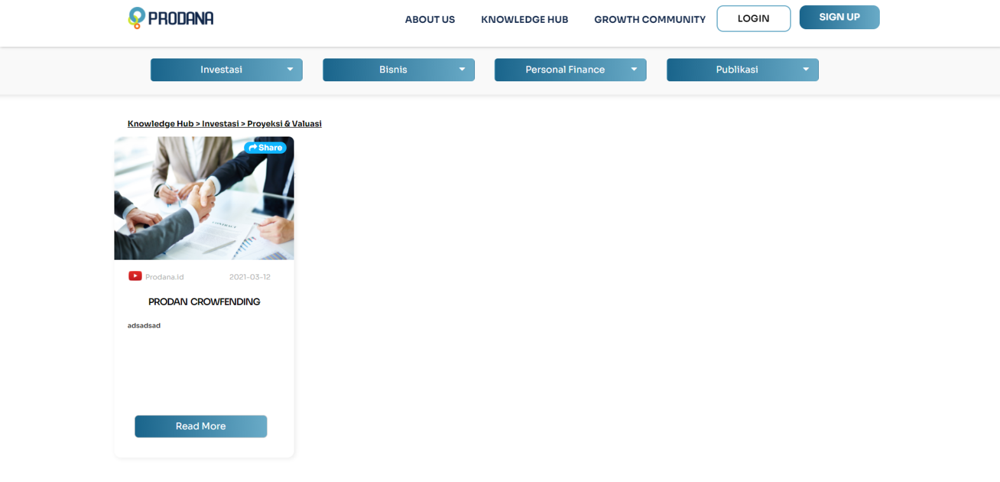 PRODANA
ABOUT US KNOWLEDGE HUB GROWTH COMMUNITY LOGIN SIGN UP
Investasi Bisnis Personal Finance Publikasi
Knowledge Hub > Investasi > Proyeksi & Valuasi
Share
CONTRACT
Prodana.id 2021-03-12
PRODAN CROWFENDING
adsadsad
Read More